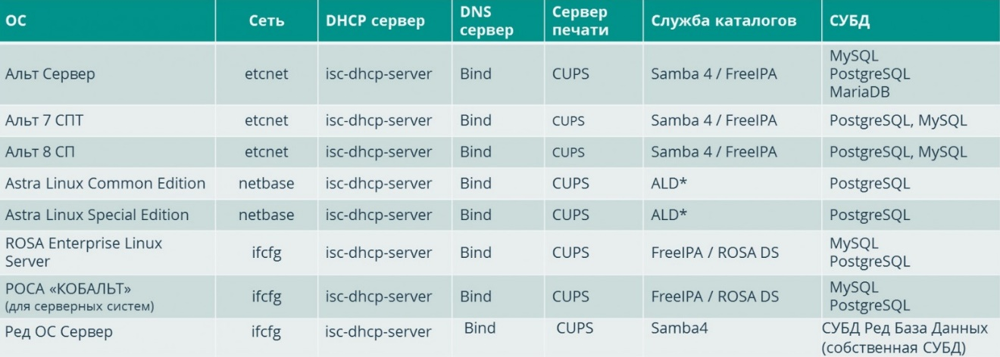 ОС Сеть DHCP сервер DNS сервер Сервер печати Служба каталогов СУБД
Альт Сервер etcnet isc-dhcp-server Bind CUPS Samba 4 / FreeIPA MySQL PostgreSQL MariaDB
Альт 7 СПТ etcnet isc-dhcp-server Bind CUPS Samba 4 / FreeIPA PostgreSQL, MySQL
Альт 8 СП etcnet isc-dhcp-server Bind CUPS Samba 4 / FreeIPA PostgreSQL, MySQL
Astra Linux Common Edition netbase isc-dhcp-server Bind CUPS ALD* PostgreSQL
Astra Linux Special Edition netbase isc-dhcp-server Bind CUPS ALD* PostgreSQL
ROSA Enterprise Linux Server ifcfg isc-dhcp-server Bind CUPS FreeIPA / ROSA DS MySQL PostgreSQL
РОСА «КОБАЛЬТ» (для серверных систем) ifcfg isc-dhcp-server Bind CUPS FreeIPA / ROSA DS MySQL PostgreSQL
Ред ОС Сервер ifcfg isc-dhcp-server Bind CUPS Samba4 СУБД Ред База Данных (собственная СУБД)